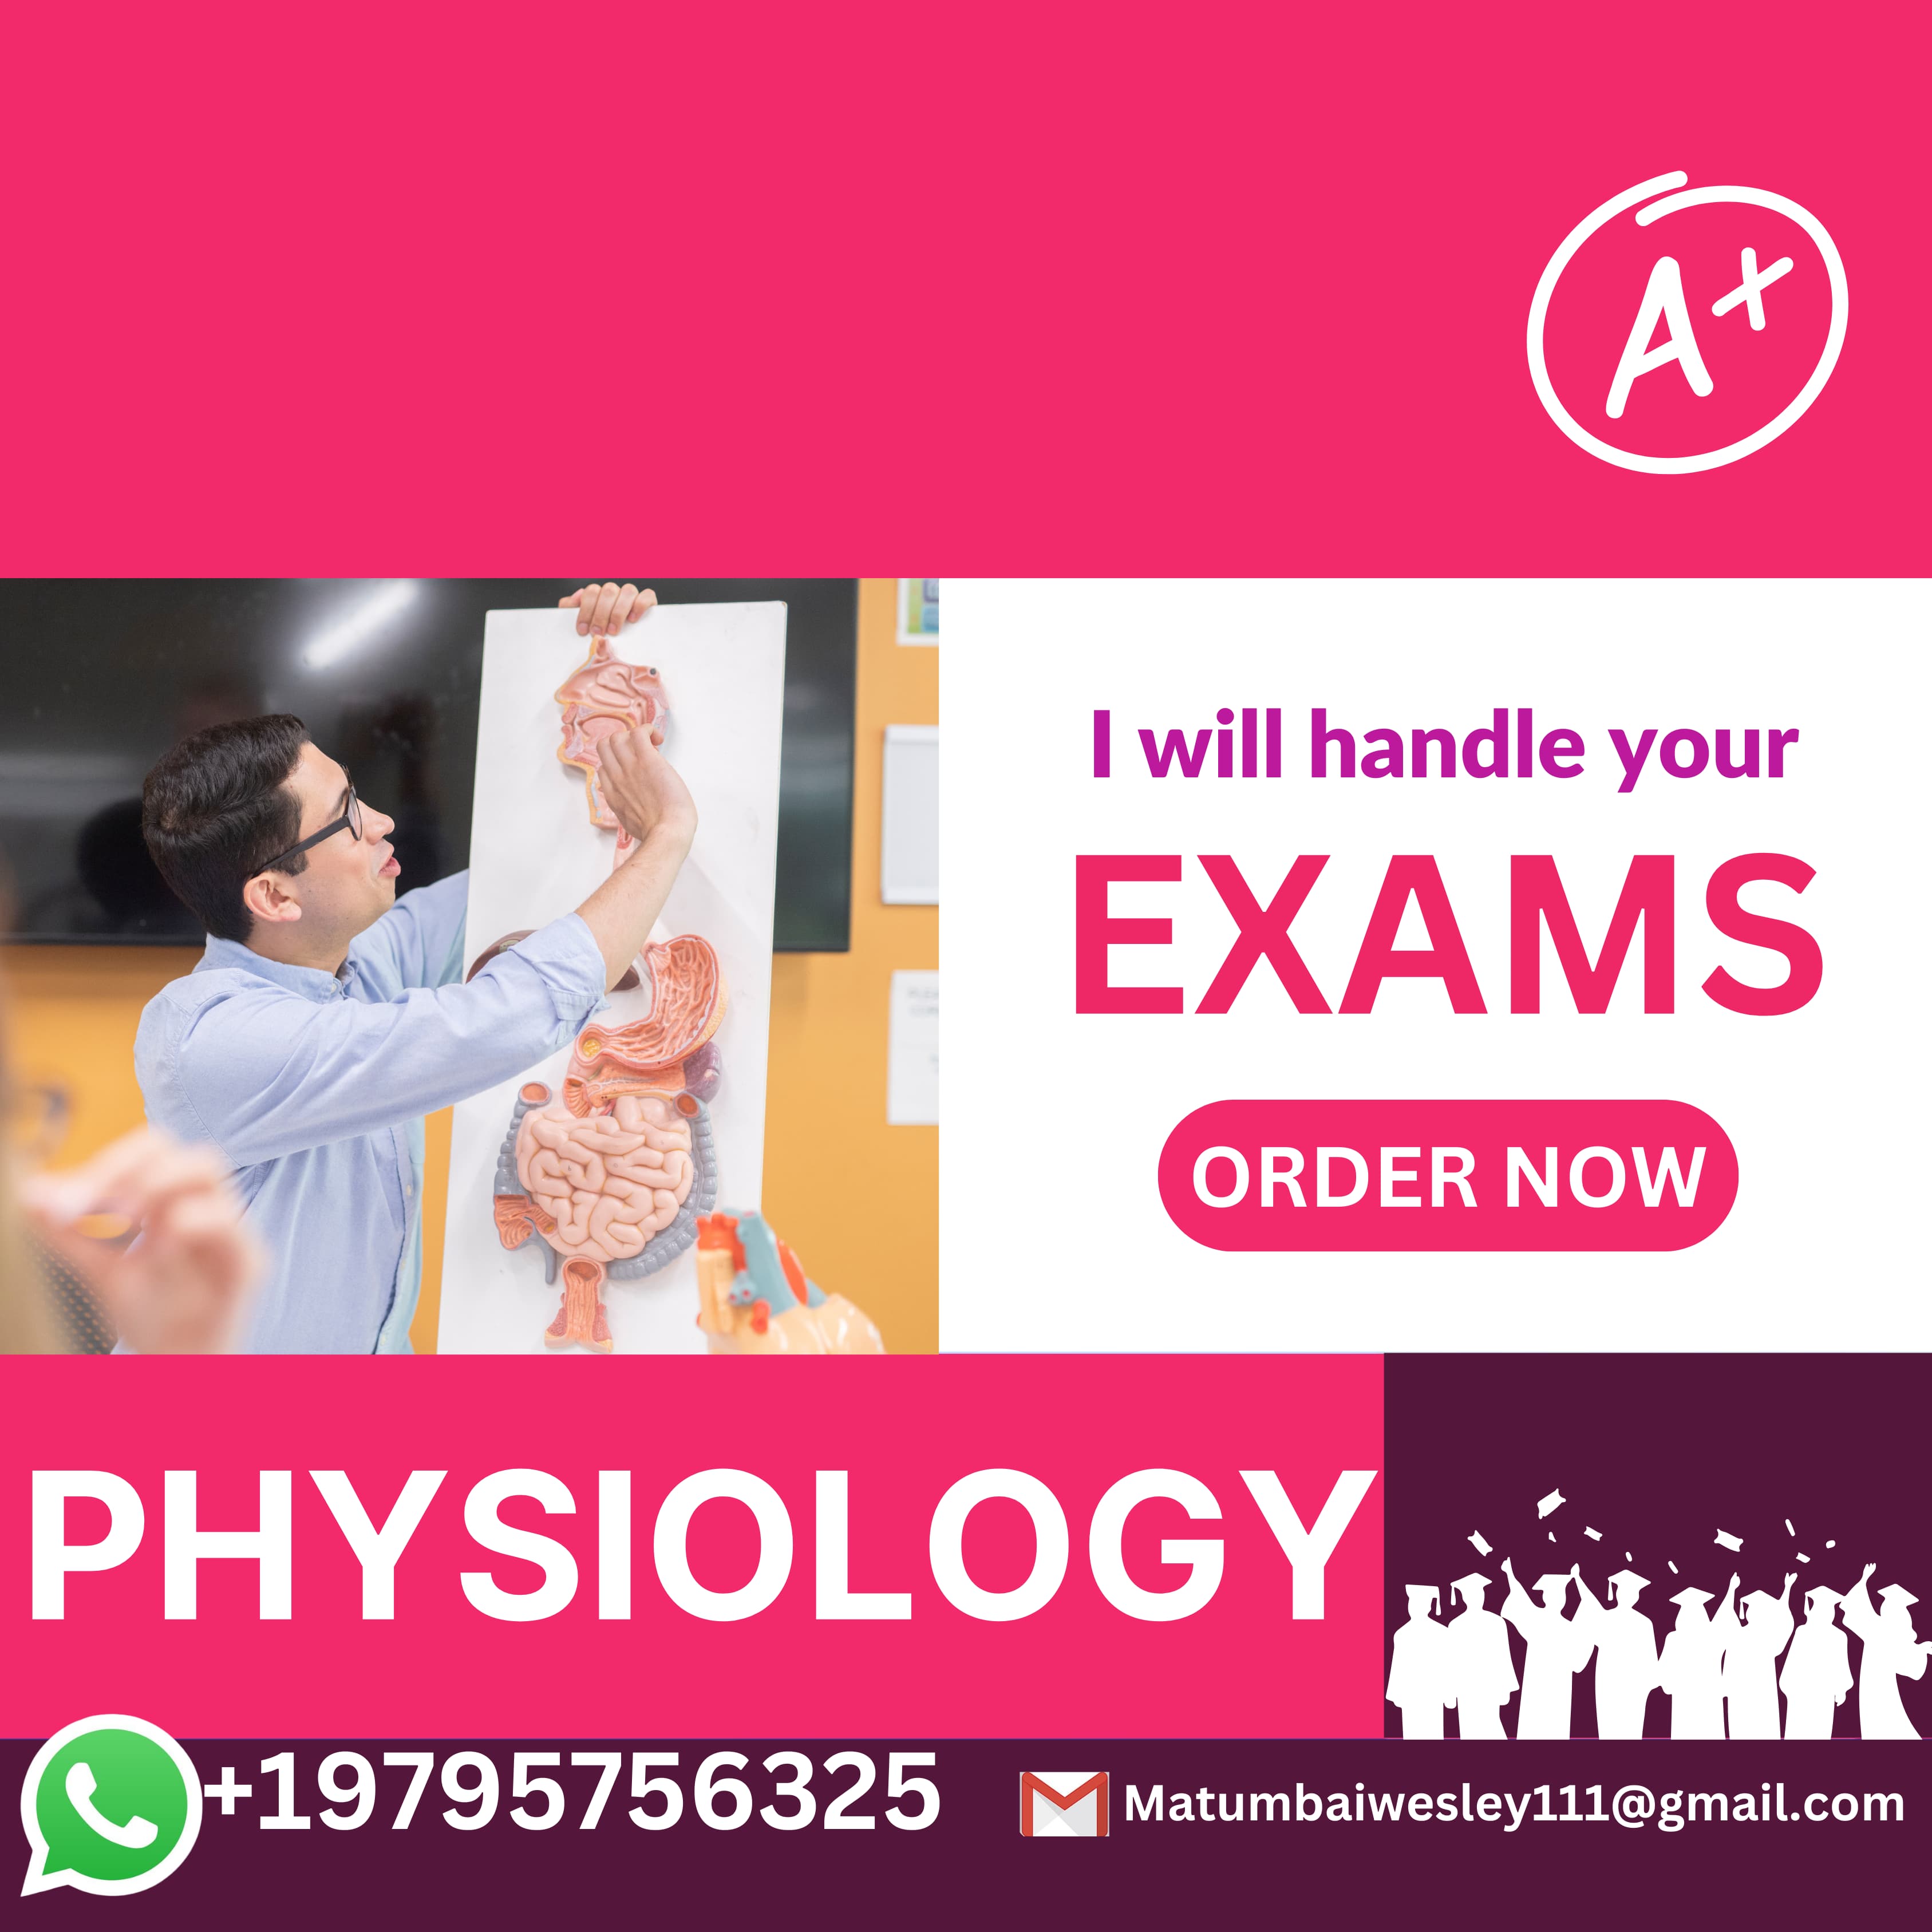 A+
I will handle your
EXAMS
ORDER NOW
PHYSIOLOGY
+19795756325
Matumbaiwesley111@gmail.com